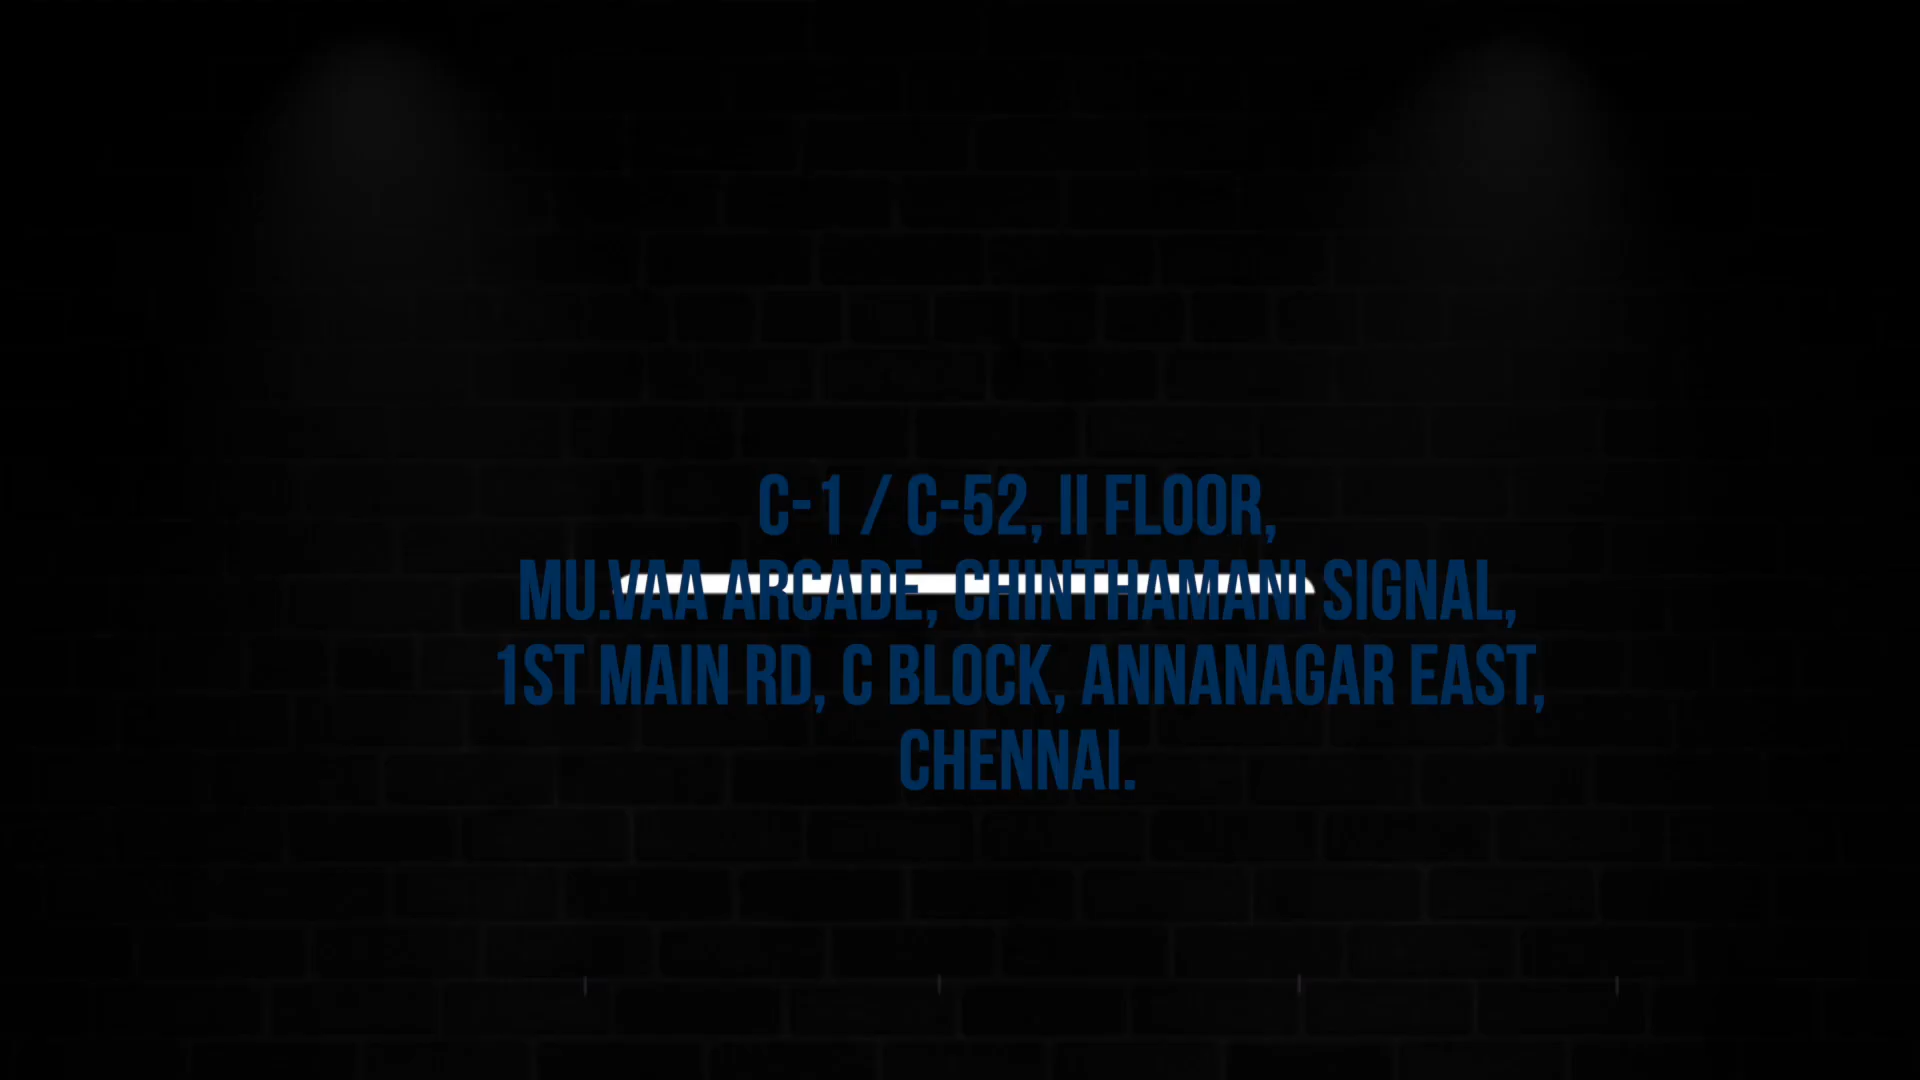 C-1 / C-52, II FLOOR,
MU.VAA ARCADE, CHINTHAMANI SIGNAL,
1ST MAIN RD, C BLOCK, ANNANAGAR EAST,
CHENNAI.